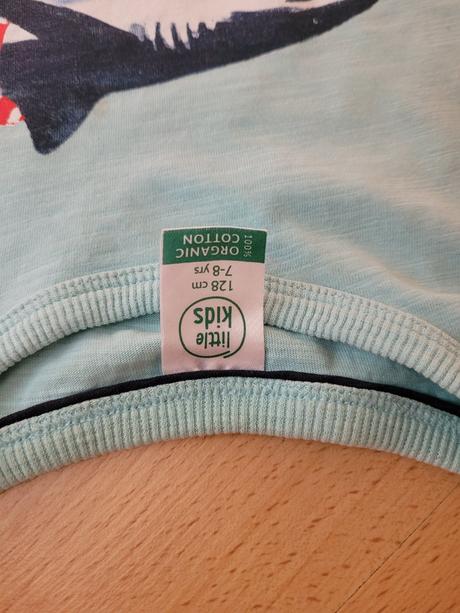 little
kids
128 cm
7-8 yrs
100%
ORGANIC
COTTON